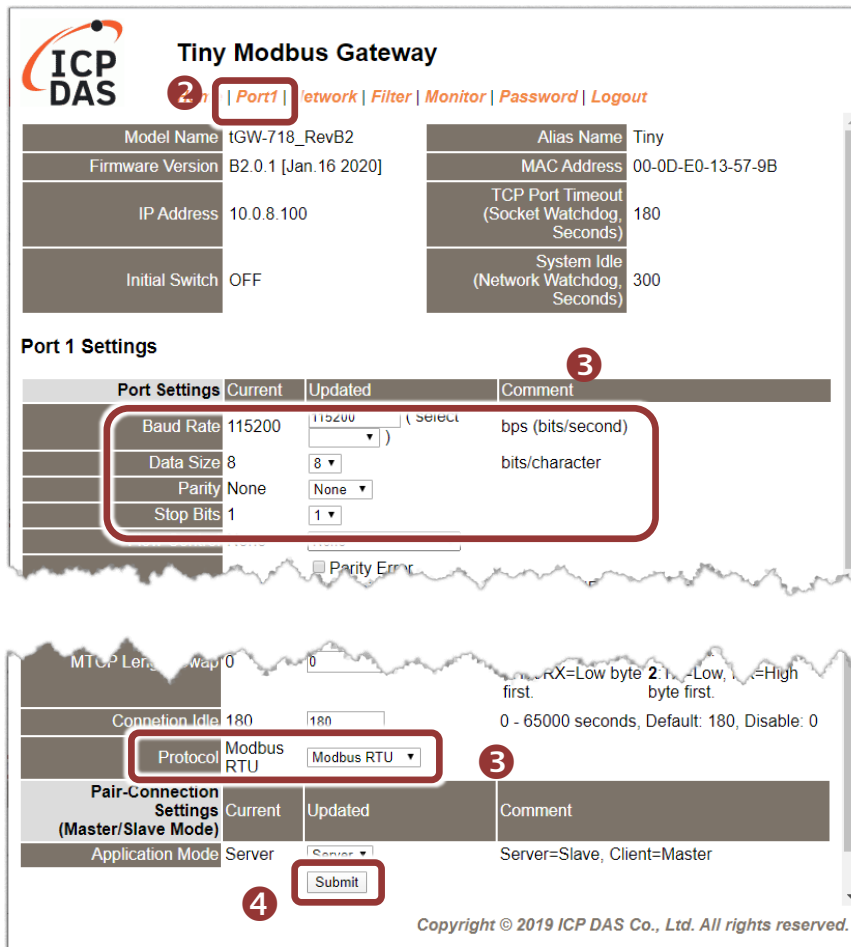 ICP
DAS
Tiny Modbus Gateway
2
| Port1 | Network | Filter | Monitor | Password | Logout
Model Name tGW-718_RevB2 Alias Name Tiny
Firmware Version B2.0.1 [Jan.16 2020] MAC Address 00-0D-E0-13-57-9B
IP Address 10.0.8.100 TCP Port Timeout
(Socket Watchdog,
Seconds) 180
Initial Switch OFF System Idle
(Network Watchdog,
Seconds) 300
Port 1 Settings
3
Port Settings Current Updated Comment
Baud Rate 115200 115200 ( select
) bps (bits/second)
Data Size 8 8 bits/character
Parity None None
Stop Bits 1 1
Parity Error
MTCP 0 0
RX=Low byte 2: =Low, =High
first. byte first.
Connetion Idle 180 180 0 - 65000 seconds, Default: 180, Disable: 0
Protocol Modbus
RTU Modbus RTU
3
Pair-Connection
Settings
(Master/Slave Mode) Current Updated Comment
Application Mode Server Server Server=Slave, Client=Master
Submit
4
Copyright © 2019 ICP DAS Co., Ltd. All rights reserved.